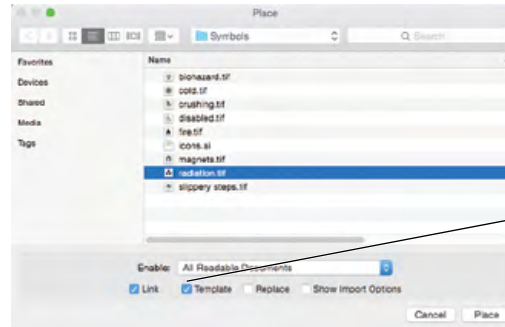 Place
Symbols
Search
Favorites
Devices
Shared
Media
Tags
Name
biohazard.tif
cold.tif
crushing.tif
disabled.tif
fire.tif
icons.ai
magnets.tif
radiation.tif
slippery steps.tif
Enable: All Readable Documents
Link Template Replace Show Import Options
Cancel Place